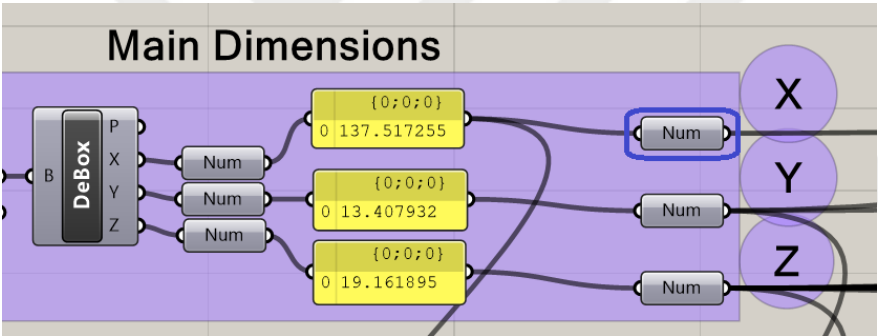 Main Dimensions
X
{0;0;0}
P
0 137.517255
Num
DeBox
B
X
Num
Y
Y
Num
{0;0;0}
0 13.407932
Num
Z
Num
{0;0;0}
0 19.161895
Z
Num